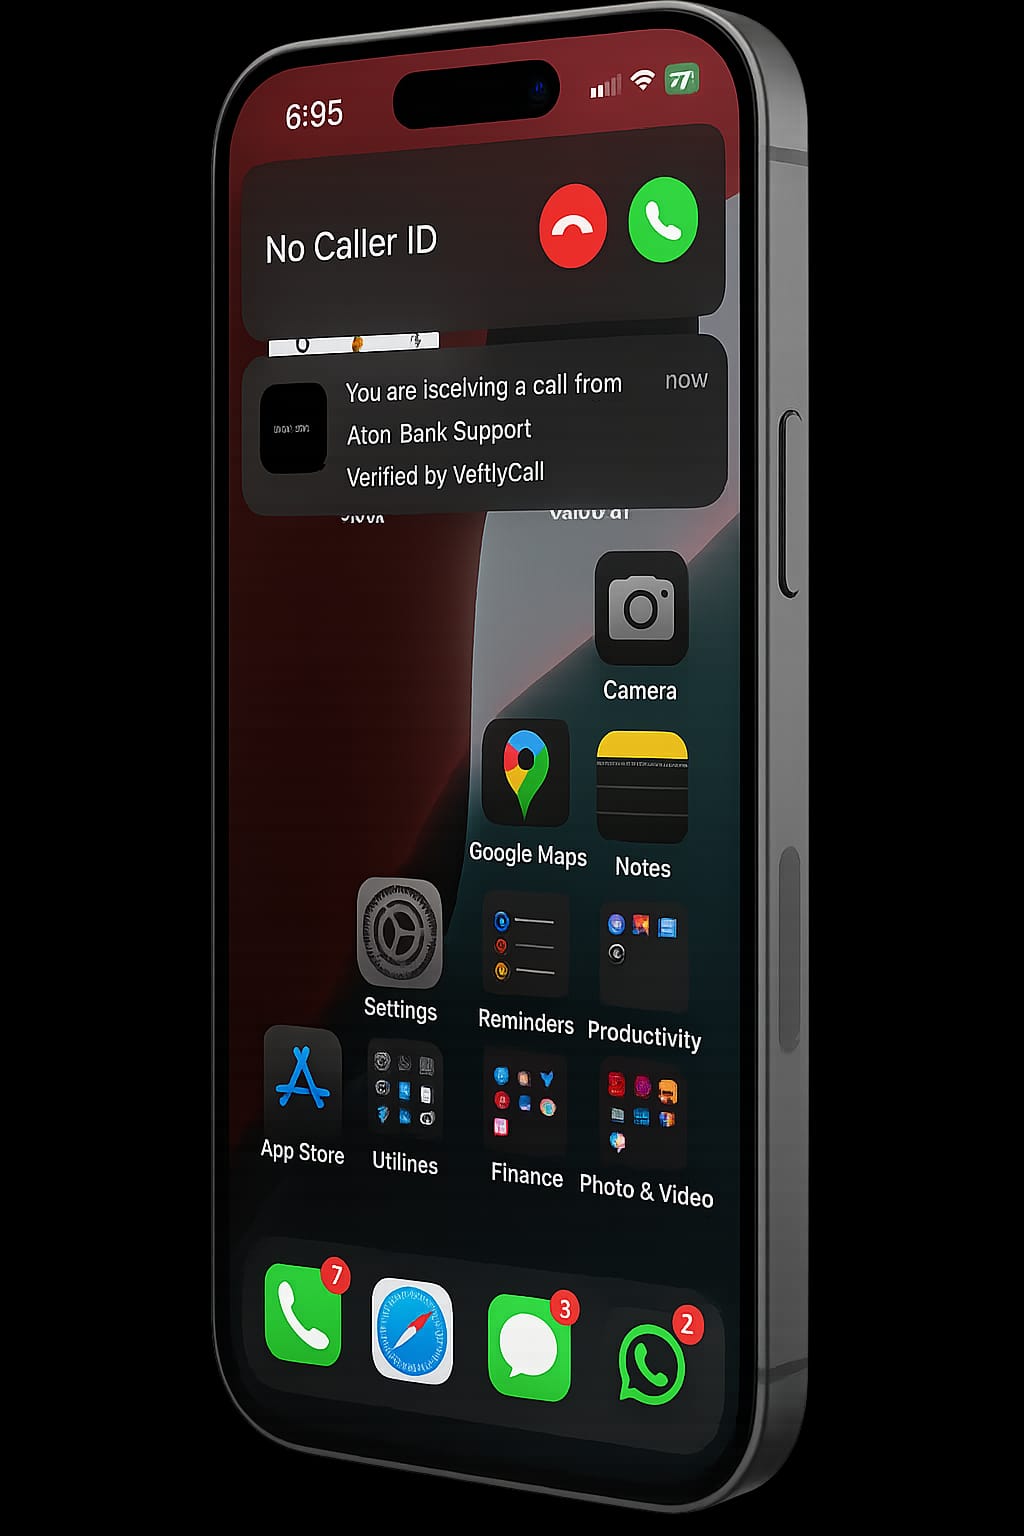 6:95
77
No Caller ID
You are iscelving a call from
now
Aton Bank Support
Verified by VeftlyCall
Camera
Google Maps
Notes
Settings
Reminders
Productivity
App Store
Utilines
Finance
Photo & Video
7
3
2